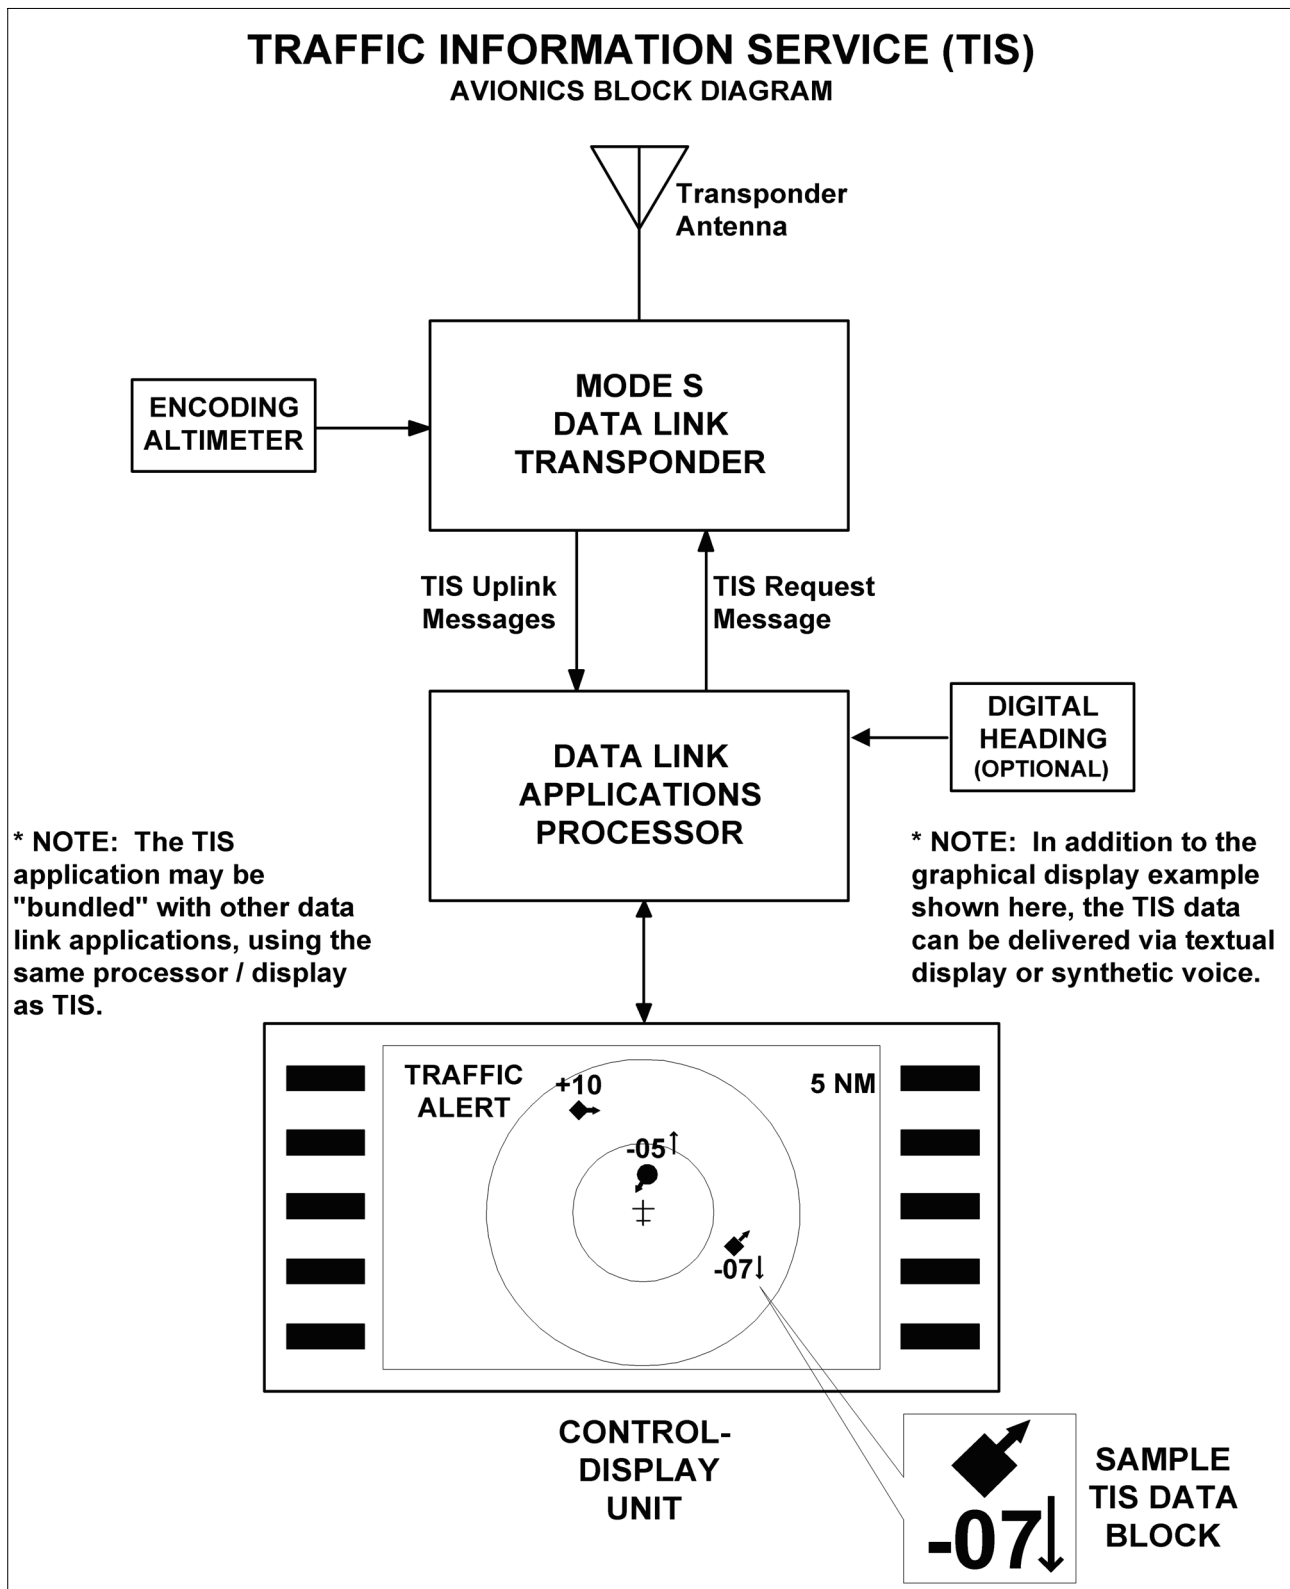 TRAFFIC INFORMATION SERVICE (TIS)
AVIONICS BLOCK DIAGRAM
Transponder
Antenna
MODE S
DATA LINK
TRANSPONDER
ENCODING
ALTIMETER
TIS Uplink
Messages
TIS Request
Message
DIGITAL
HEADING
(OPTIONAL)
DATA LINK
APPLICATIONS
PROCESSOR
* NOTE:  The TIS
application may be
"bundled" with other data
link applications, using the
same processor / display
as TIS.
* NOTE:  In addition to the
graphical display example
shown here, the TIS data
can be delivered via textual
display or synthetic voice.
TRAFFIC
ALERT
+10
5 NM
-05↑
-07↓
CONTROL-
DISPLAY
UNIT
-07↓
SAMPLE
TIS DATA
BLOCK